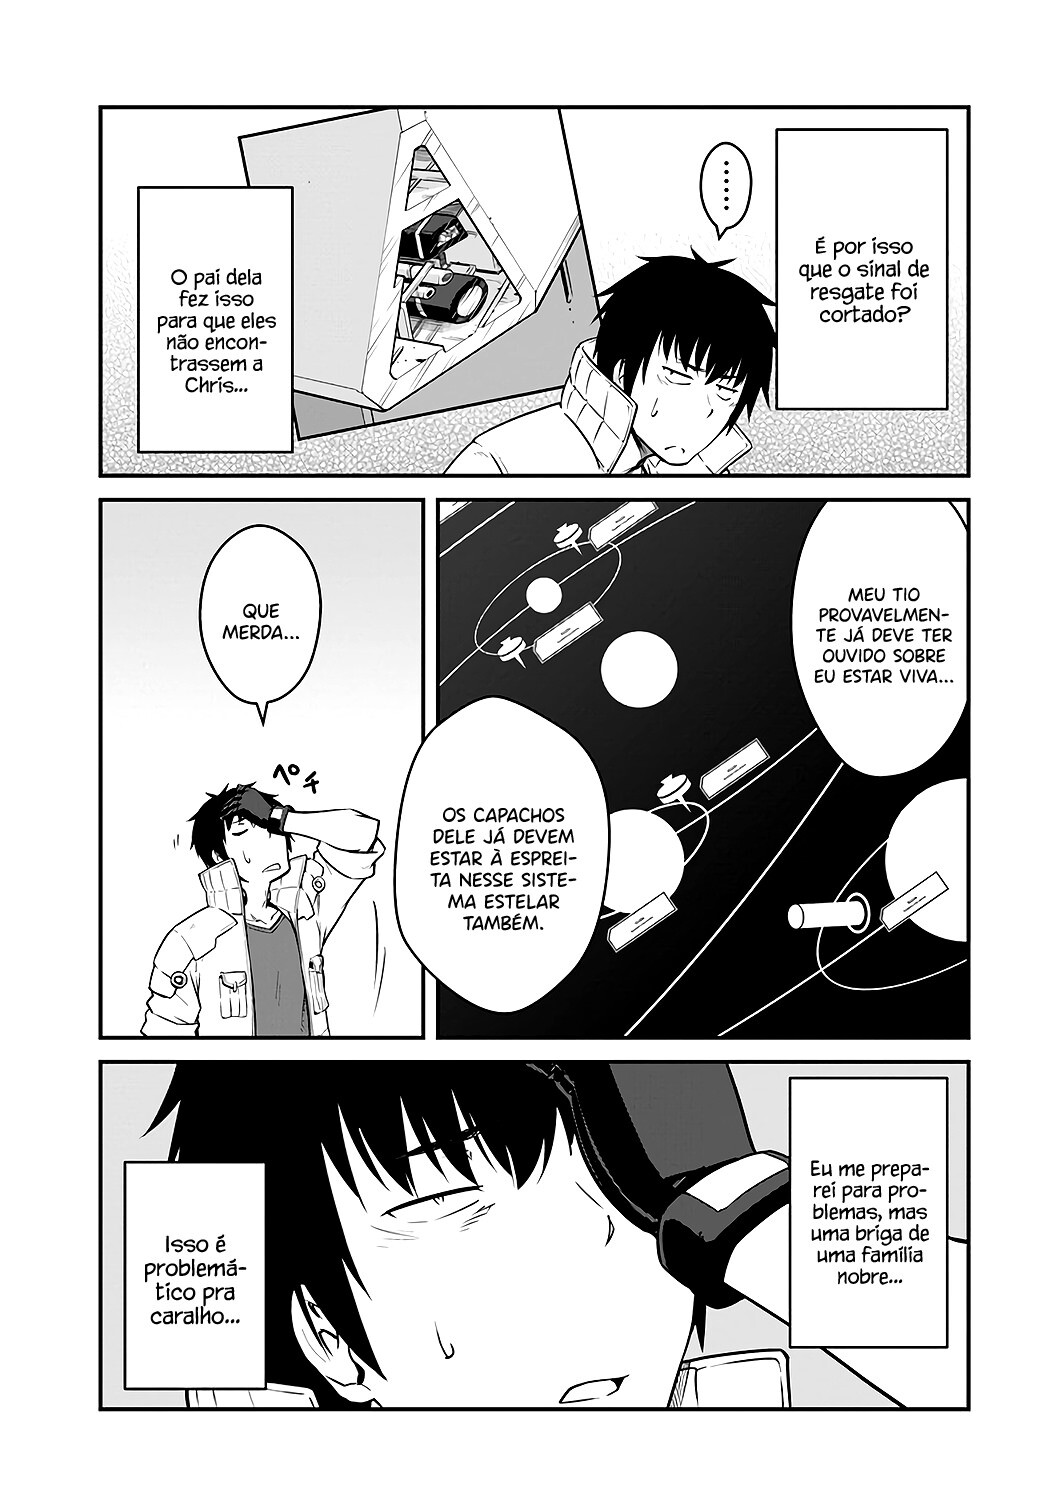 .......
É por isso
que o sinal de
resgate foi
cortado?
O pai dela
fez isso
para que eles
não encon-
trassem a
Chris...
MEU TIO
PROVAVELMEN-
TE JÁ DEVE TER
OUVIDO SOBRE
EU ESTAR VIVA...
OS CAPACHOS
DELE JÁ DEVEM
ESTAR À ESPREI-
TA NESSE SISTE-
MA ESTELAR
TAMBÉM.
QUE
MERDA...
ペチ
Eu me prepa-
rei para pro-
blemas, mas
uma briga de
uma família
nobre...
Isso é
problemá-
tico pra
caralho...